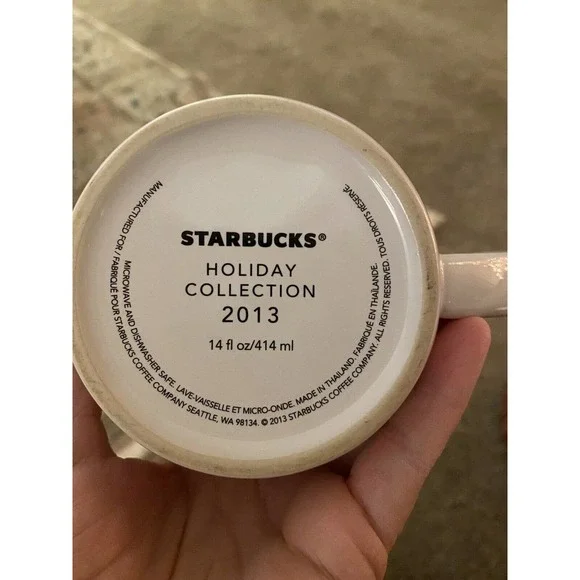 STARBUCKS®
HOLIDAY
COLLECTION
2013
14 fl oz/414 ml
MICROWAVE AND DISHWASHER SAFE. LAVE-VAISSELLE ET MICRO-ONDE. MADE IN THAILAND. FABRIQUÉ EN THAÏLANDE.
MANUFACTURED FOR / FABRIQUÉ POUR STARBUCKS COFFEE COMPANY SEATTLE, WA 98134. © 2013 STARBUCKS COFFEE COMPANY. ALL RIGHTS RESERVED. TOUS DROITS RÉSERVÉ.